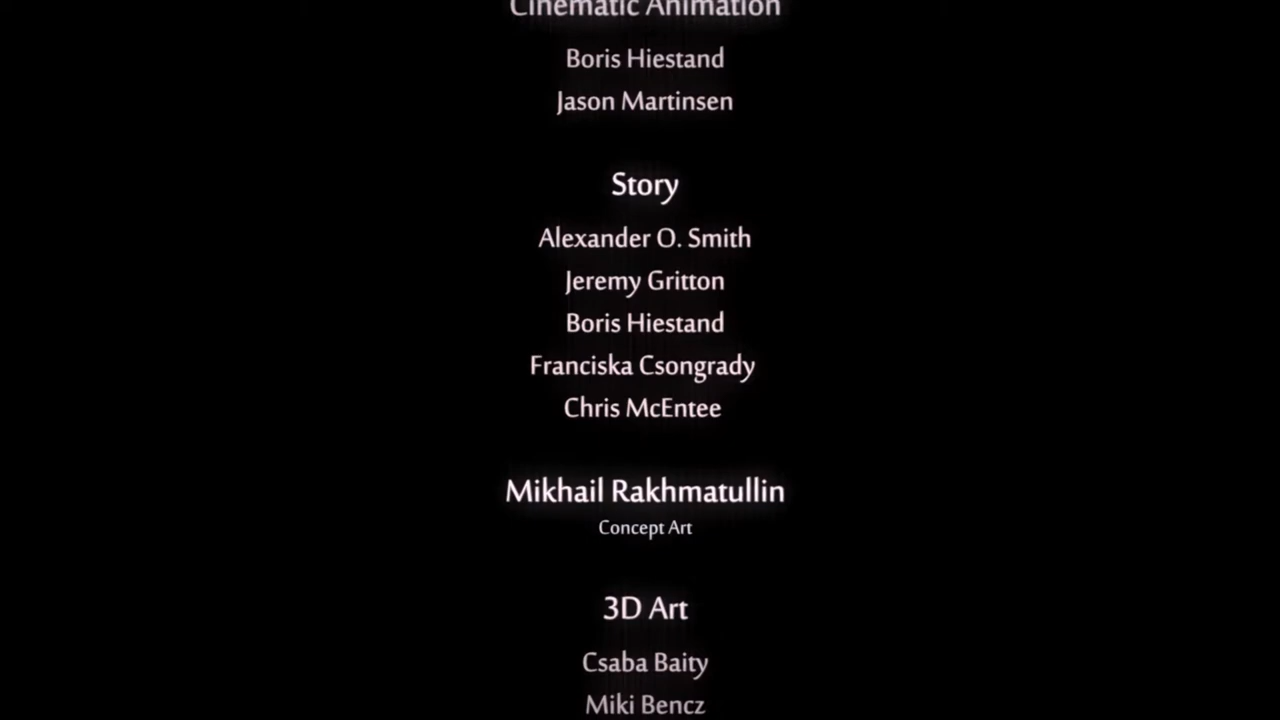 Cinematic Animation
Boris Hiestand
Jason Martinsen
Story
Alexander O. Smith
Jeremy Gritton
Boris Hiestand
Franciska Csongrady
Chris McEntee
Mikhail Rakhmatullin
Concept Art
3D Art
Csaba Baity
Miki Bencz